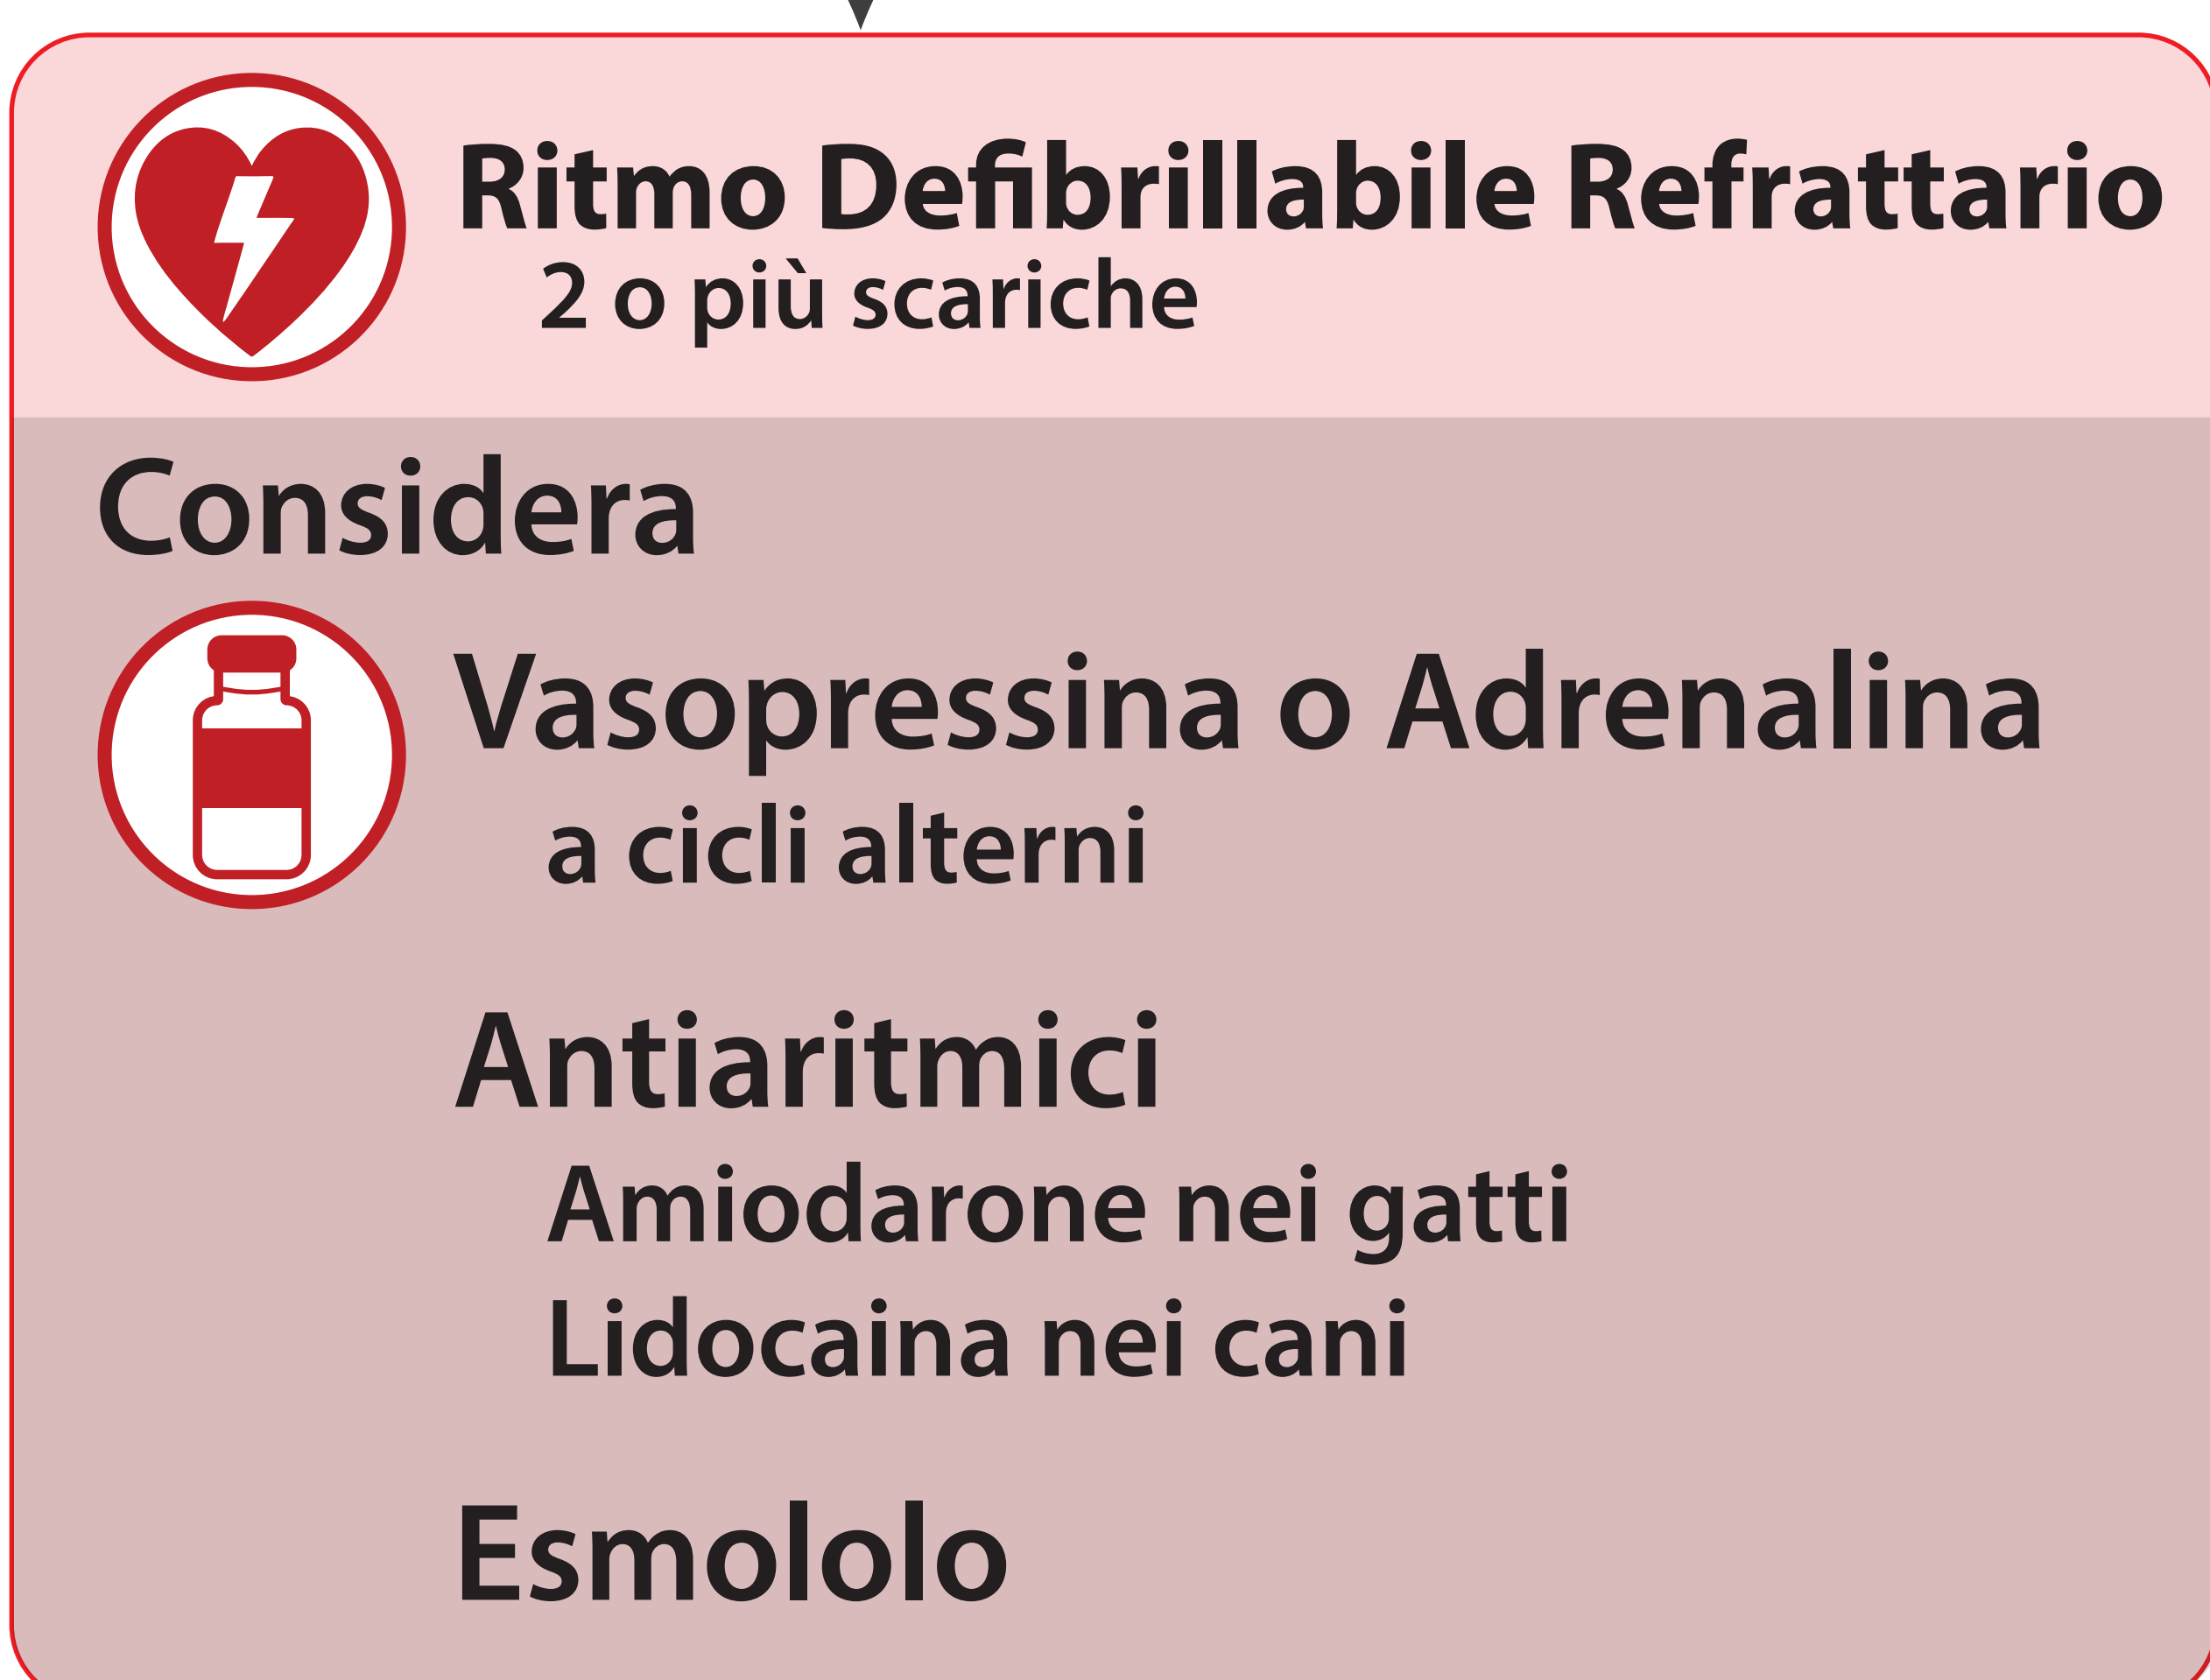 Ritmo Defibrillabile Refrattario
2 o più scariche
Considera
Vasopressina o Adrenalina
a cicli alterni
Antiaritmici
Amiodarone nei gatti
Lidocaina nei cani
Esmololo